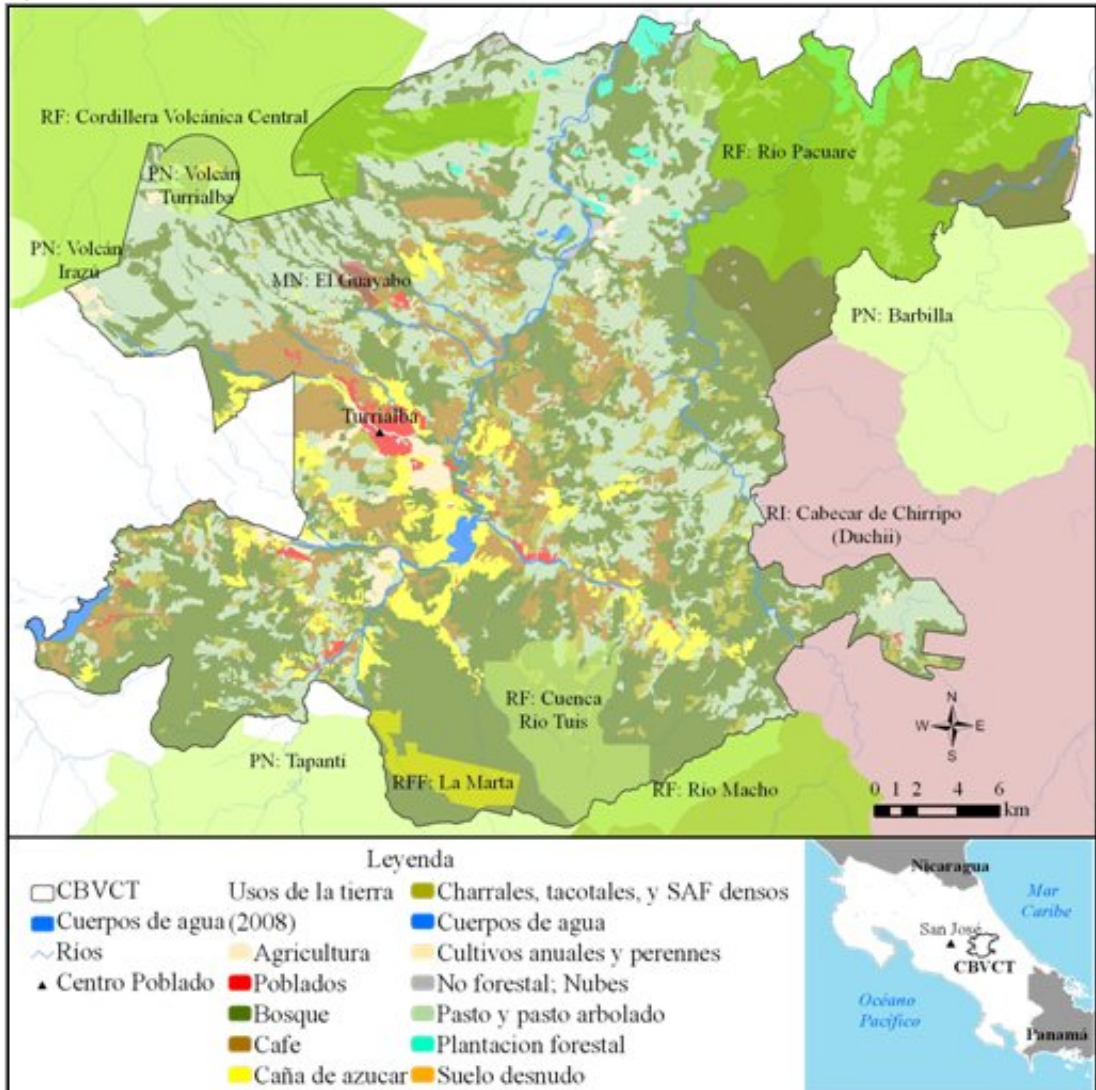 RF: Cordillera Volcánica Central
PN: Volcán
Turrialba
RF: Rio Pacuare
PN: Volcán
Irazú
MN: El Guayabo
PN: Barbilla
Turrialba
RI: Cabecar de Chirripo
(Duchii)
RF: Cuenca
Rio Tuis
N
W E
S
PN: Tapanti
RFF: La Marta
RF: Rio Macho
0 1 2 4 6
km
Leyenda
CBVCT
Cuerpos de agua
Rios
Centro Poblado
Usos de la tierra
(2008)
Agricultura
Poblados
Bosque
Cafe
Caña de azucar
Charrales, tacotales, y SAF densos
Cuerpos de agua
Cultivos anuales y perennes
No forestal; Nubes
Pasto y pasto arbolado
Plantacion forestal
Suelo desnudo
Nicaragua
Mar
Caribe
San José
CBVCT
Océano
Pacífico
Panamá